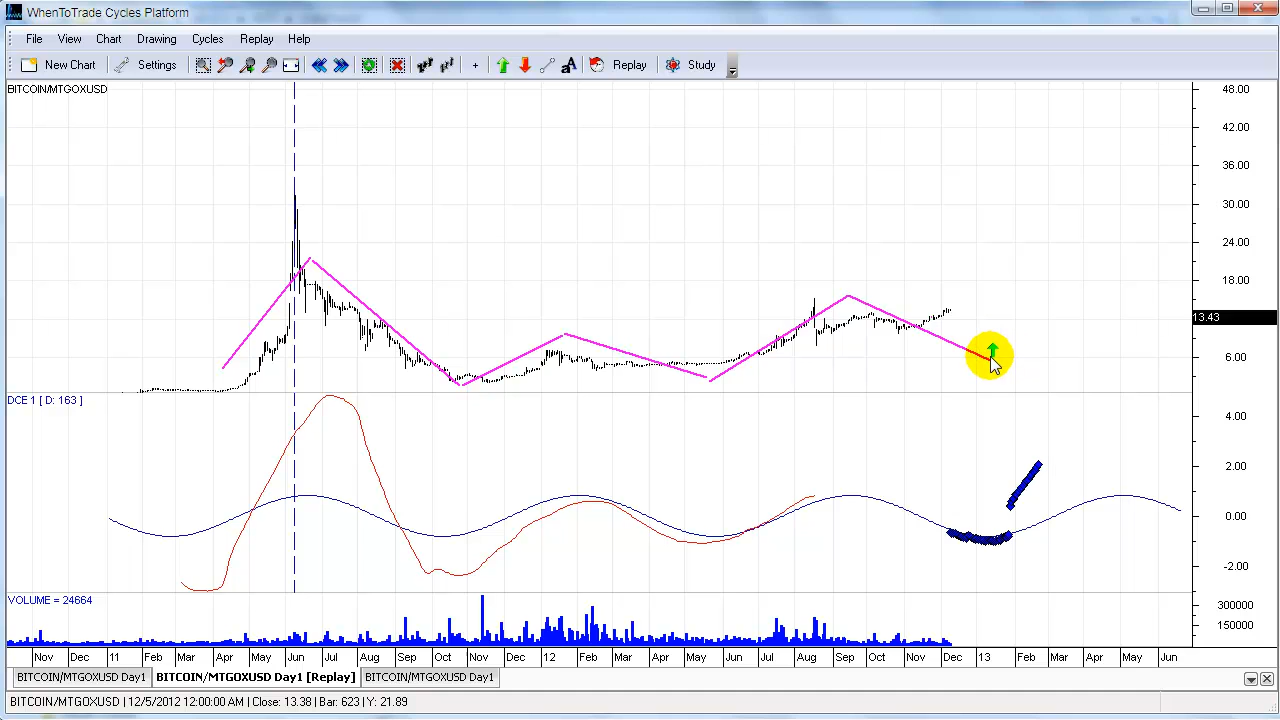 WhenToTrade Cycles Platform
File View Chart Drawing Cycles Replay Help
New Chart Settings Replay Study
BITCOIN/MTGOXUSD
48.00
42.00
36.00
30.00
24.00
18.00
13.43
6.00
DCE 1 [ D: 163 ]
4.00
2.00
0.00
-2.00
VOLUME = 24664
300000
150000
Nov Dec 11 Feb Mar Apr May Jun Jul Aug Sep Oct Nov Dec 12 Feb Mar Apr May Jun Jul Aug Sep Oct Nov Dec 13 Feb Mar Apr May Jun
BITCOIN/MTGOXUSD Day1 BITCOIN/MTGOXUSD Day1 [Replay] BITCOIN/MTGOXUSD Day1
BITCOIN/MTGOXUSD | 12/5/2012 12:00:00 AM | Close: 13.38 | Bar: 623 | Y: 21.89